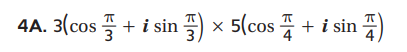 4A. 3(cos π/3 + i sin π/3) × 5(cos π/4 + i sin π/4)